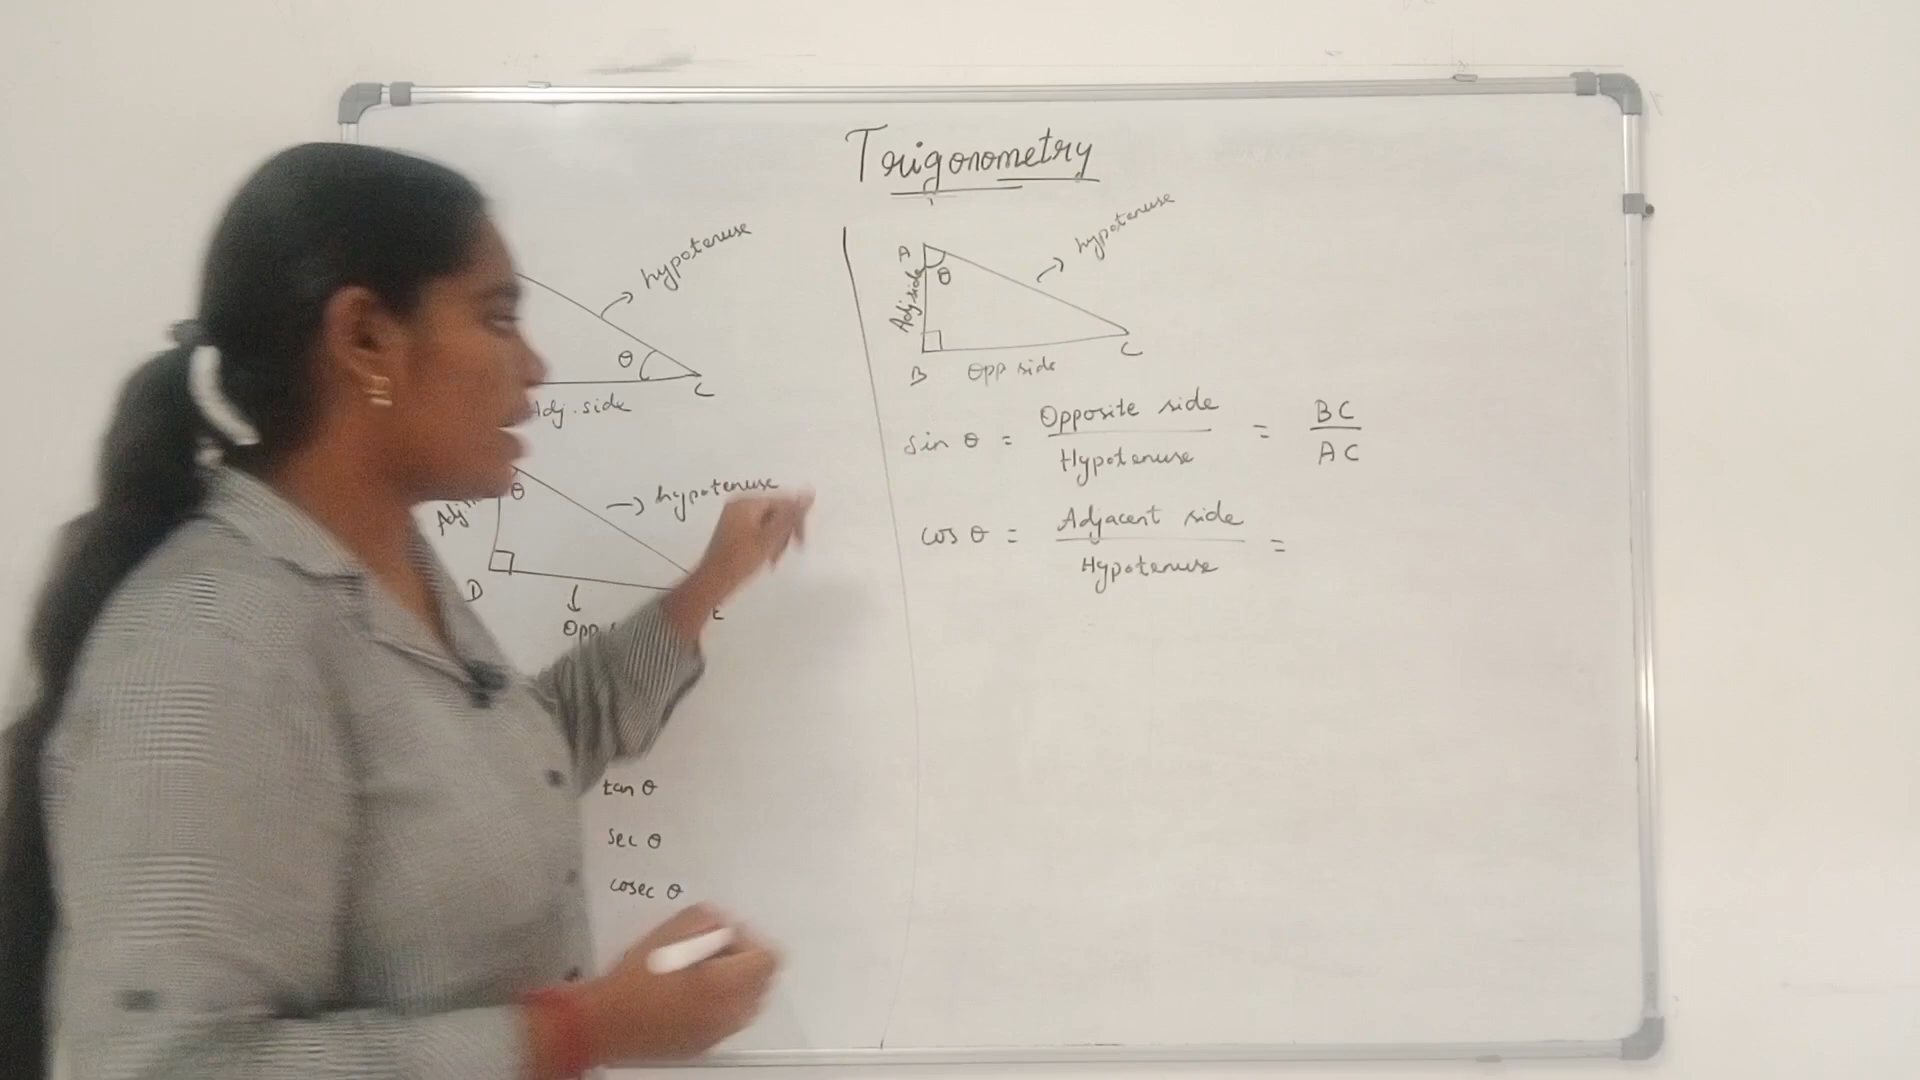 Trigonometry
hypotenuse
θ
C
Adj. side
θ
hypotenuse
D
Opp
tan θ
sec θ
cosec θ
A
θ
Adj side
hypotenuse
B
Opp side
C
sin θ = Opposite side / Hypotenuse = BC / AC
cos θ = Adjacent side / Hypotenuse =